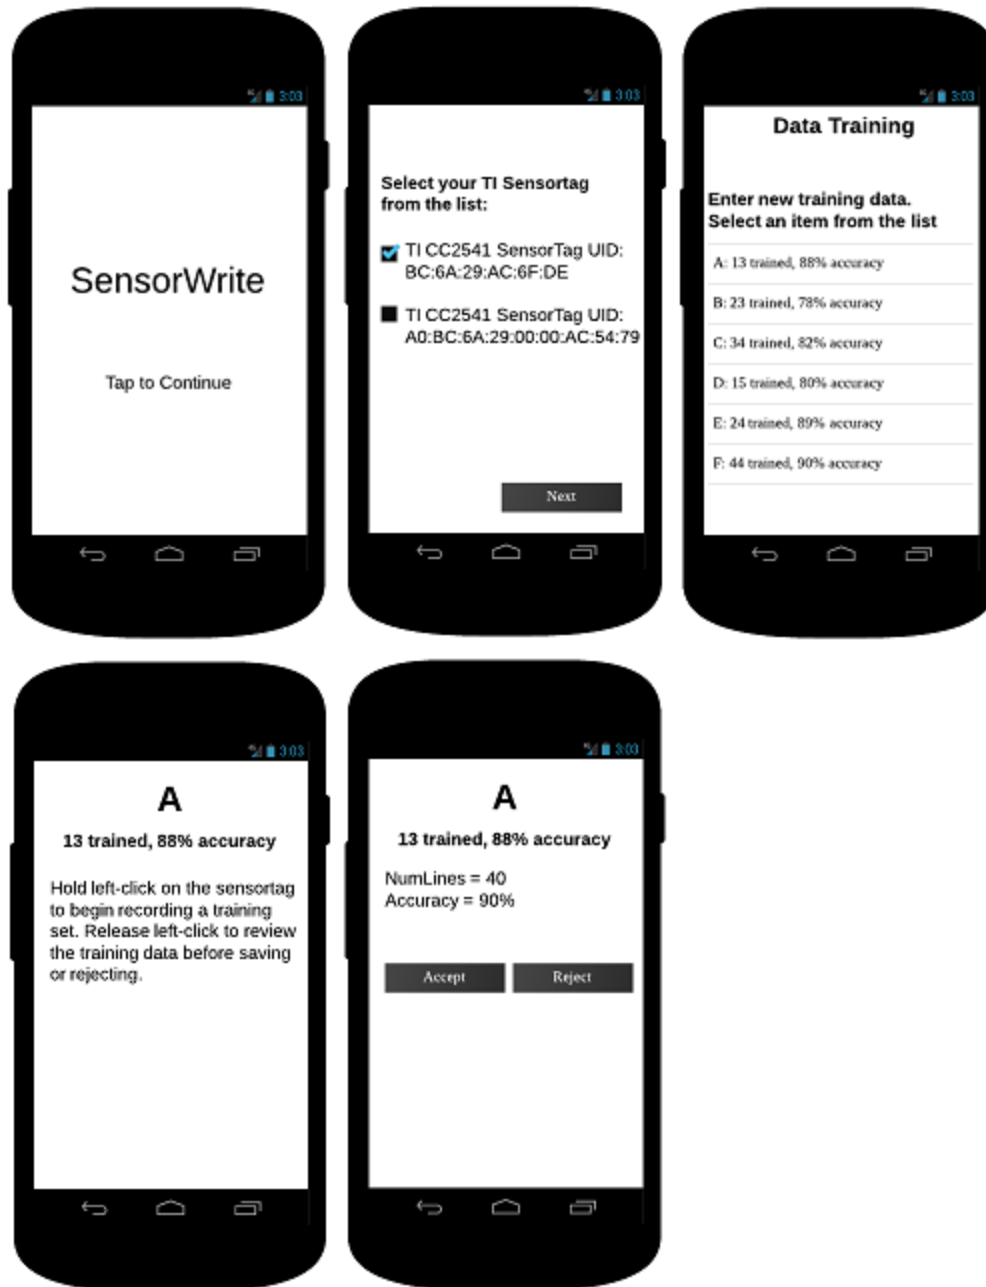 3:03
SensorWrite
Tap to Continue
3:03
Select your TI Sensortag
from the list:
TI CC2541 SensorTag UID:
BC:6A:29:AC:6F:DE
TI CC2541 SensorTag UID:
A0:BC:6A:29:00:00:AC:54:79
Next
3:03
Data Training
Enter new training data.
Select an item from the list
A: 13 trained, 88% accuracy
B: 23 trained, 78% accuracy
C: 34 trained, 82% accuracy
D: 15 trained, 80% accuracy
E: 24 trained, 89% accuracy
F: 44 trained, 90% accuracy
3:03
A
13 trained, 88% accuracy
Hold left-click on the sensortag
to begin recording a training
set. Release left-click to review
the training data before saving
or rejecting.
3:03
A
13 trained, 88% accuracy
NumLines = 40
Accuracy = 90%
Accept Reject